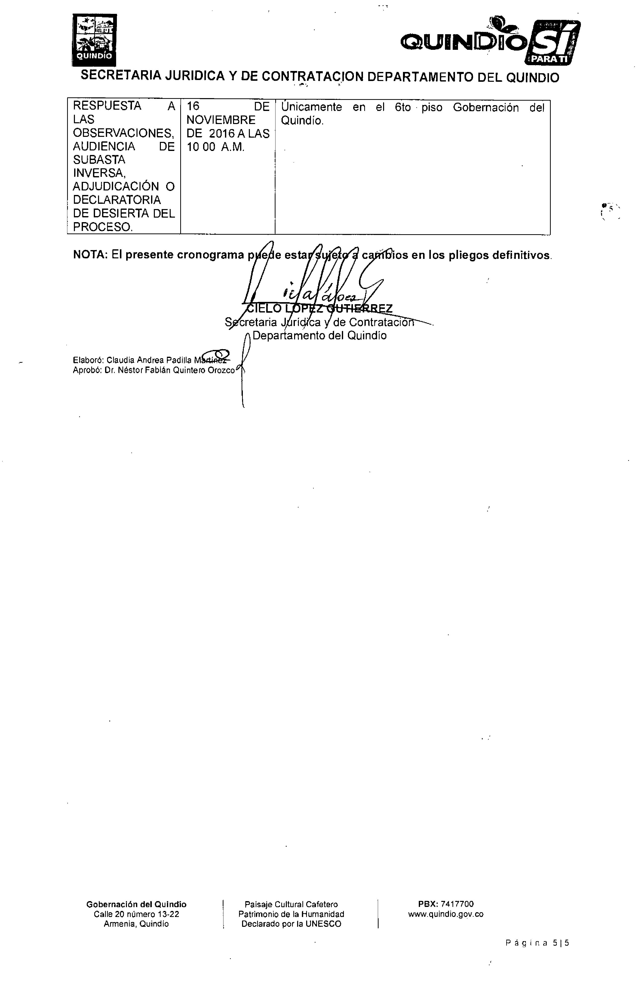 QUINDÍO
QUINDÍO SÍ
PARA TI
SECRETARIA JURIDICA Y DE CONTRATACION DEPARTAMENTO DEL QUINDIO
RESPUESTA A
LAS
OBSERVACIONES,
AUDIENCIA DE
SUBASTA
INVERSA,
ADJUDICACIÓN O
DECLARATORIA
DE DESIERTA DEL
PROCESO.
16 DE
NOVIEMBRE
DE 2016 A LAS
10 00 A.M.
Únicamente en el 6to piso Gobernación del
Quindío.
NOTA: El presente cronograma puede estar sujeto a cambios en los pliegos definitivos.
CIELO LOPEZ GUTIERREZ
Secretaria Jurídica y de Contratación
Departamento del Quindío
Elaboró: Claudia Andrea Padilla Martínez
Aprobó: Dr. Néstor Fabián Quintero Orozco
Gobernación del Quindío
Calle 20 número 13-22
Armenia, Quindío
Paisaje Cultural Cafetero
Patrimonio de la Humanidad
Declarado por la UNESCO
PBX: 7417700
www.quindio.gov.co
Página 5|5